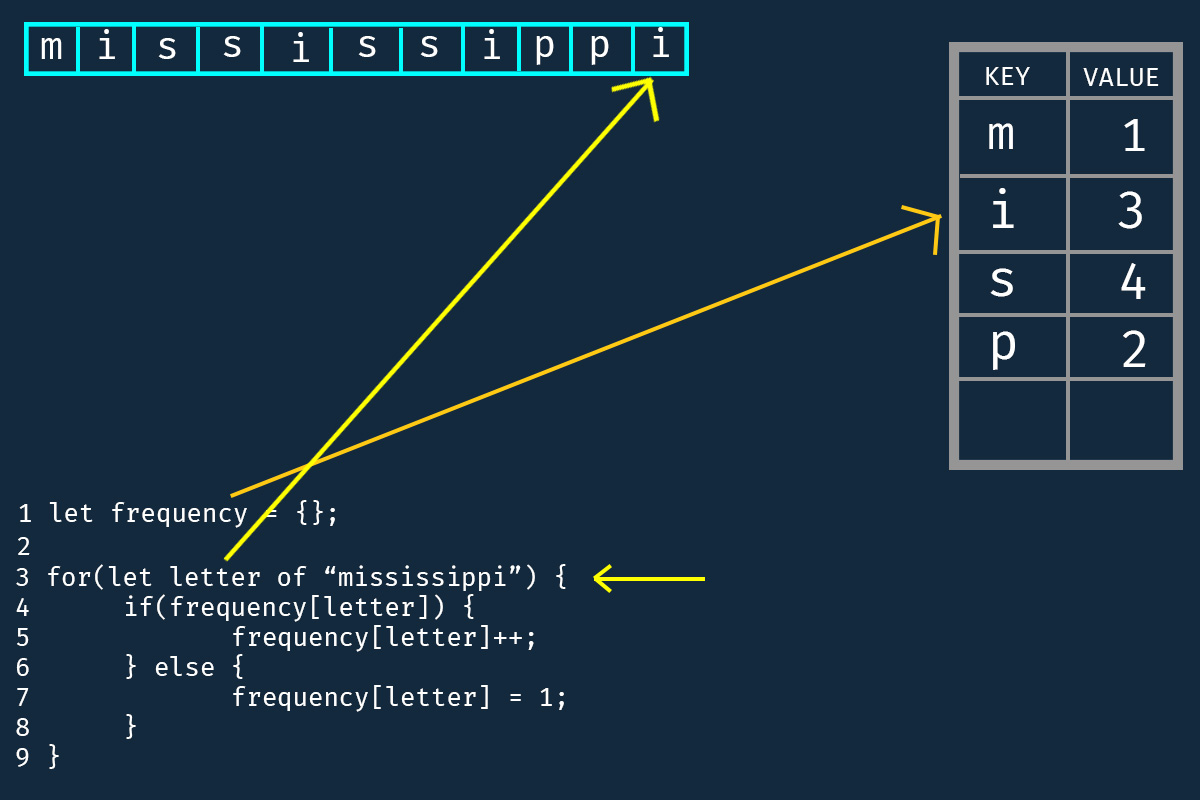 m i s s i s s i p p i
KEY VALUE
m 1
i 3
s 4
p 2
1 let frequency = {};
2
3 for(let letter of “mississippi”) {
4 if(frequency[letter]) {
5 frequency[letter]++;
6 } else {
7 frequency[letter] = 1;
8 }
9 }